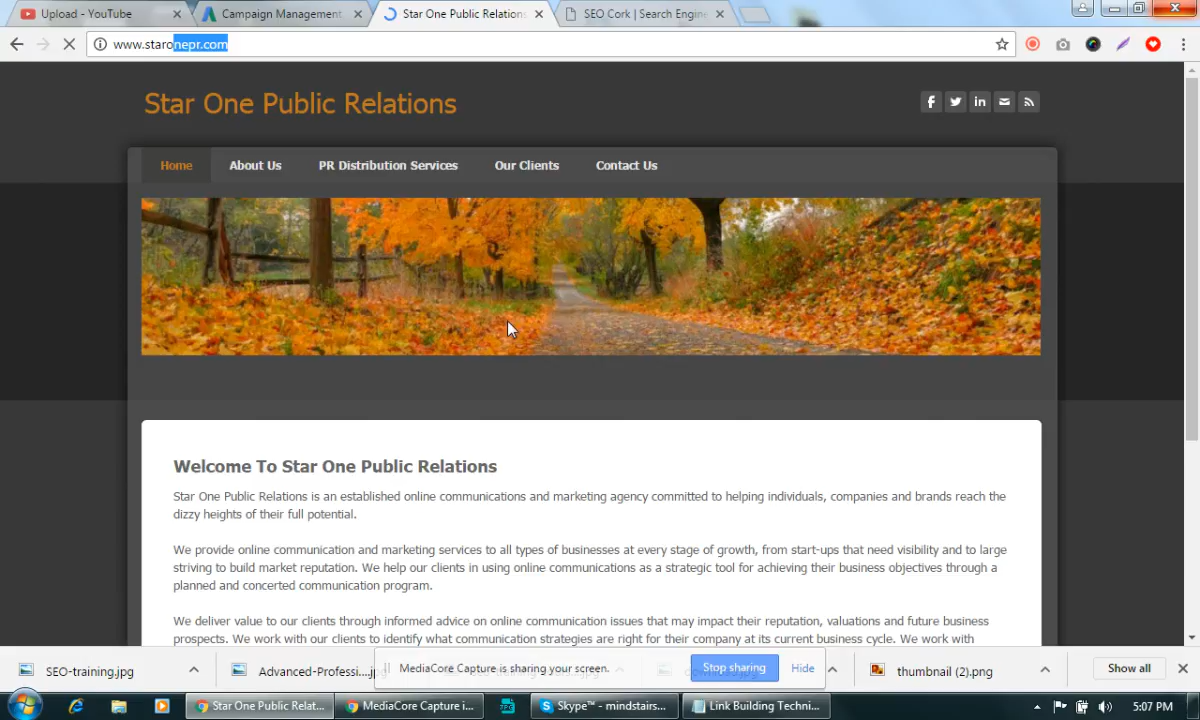 Upload - YouTube
Campaign Management
Star One Public Relations
SEO Cork | Search Engin
www.staronepr.com
Star One Public Relations
Home
About Us
PR Distribution Services
Our Clients
Contact Us
Welcome To Star One Public Relations
Star One Public Relations is an established online communications and marketing agency committed to helping individuals, companies and brands reach the
dizzy heights of their full potential.
We provide online communication and marketing services to all types of businesses at every stage of growth, from start-ups that need visibility and to large
striving to build market reputation. We help our clients in using online communications as a strategic tool for achieving their business objectives through a
planned and concerted communication program.
We deliver value to our clients through informed advice on online communication issues that may impact their reputation, valuations and future business
prospects. We work with our clients to identify what communication strategies are right for their company at its current business cycle. We work with
SEO-training.jpg
Advanced-Professi....jp
MediaCore Capture is sharing your screen.
Stop sharing
Hide
thumbnail (2).png
Show all
Star One Public Relat...
MediaCore Capture i...
Skype™ - mindstairs...
Link Building Techni...
5:07 PM